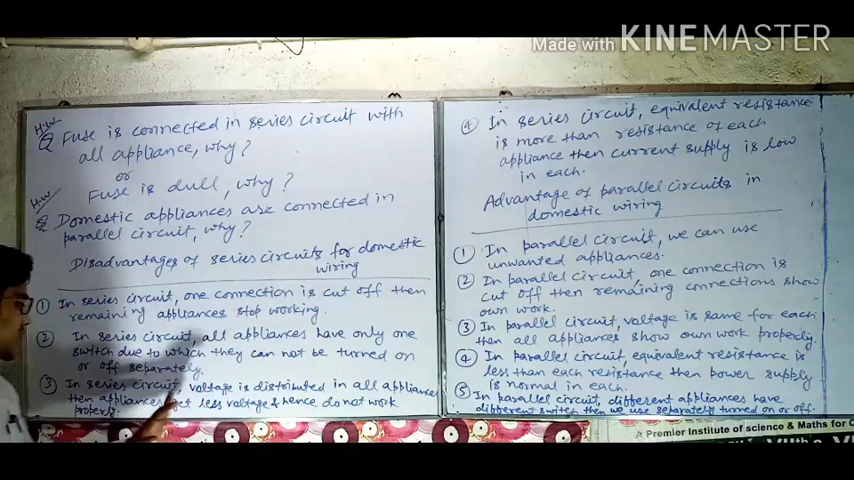 Made with KINEMASTER
H.W.
Q Fuse is connected in series circuit with
all appliance, why?
or
Fuse is dull, why?
H.W.
Q Domestic appliances are connected in
parallel circuit, why?
Disadvantages of series circuits for domestic
wiring
① In series circuit, one connection is cut off then
remaining appliances stop working.
② In series circuit, all appliances have only one
switch due to which they can not be turned on
or off separately.
③ In series circuit, voltage is distributed in all appliances
then appliances get less voltage & hence do not work
properly.
④ In series circuit, equivalent resistance
is more than resistance of each
appliance then current supply is low
in each.
Advantage of parallel circuits in
domestic wiring
① In parallel circuit, we can use
unwanted appliances.
② In parallel circuit, one connection is
cut off then remaining connections show
own work.
③ In parallel circuit, voltage is same for each
then all appliances show own work properly.
④ In parallel circuit, equivalent resistance is
less than each resistance then power supply
is normal in each.
⑤ In parallel circuit, different appliances have
different switch then we use separately turned on or off.
A Premier Institute of science & Maths for